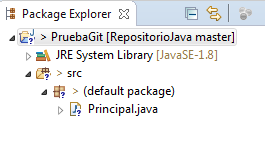 Package Explorer
> PruebaGit [RepositorioJava master]
JRE System Library [JavaSE-1.8]
> src
> (default package)
> Principal.java